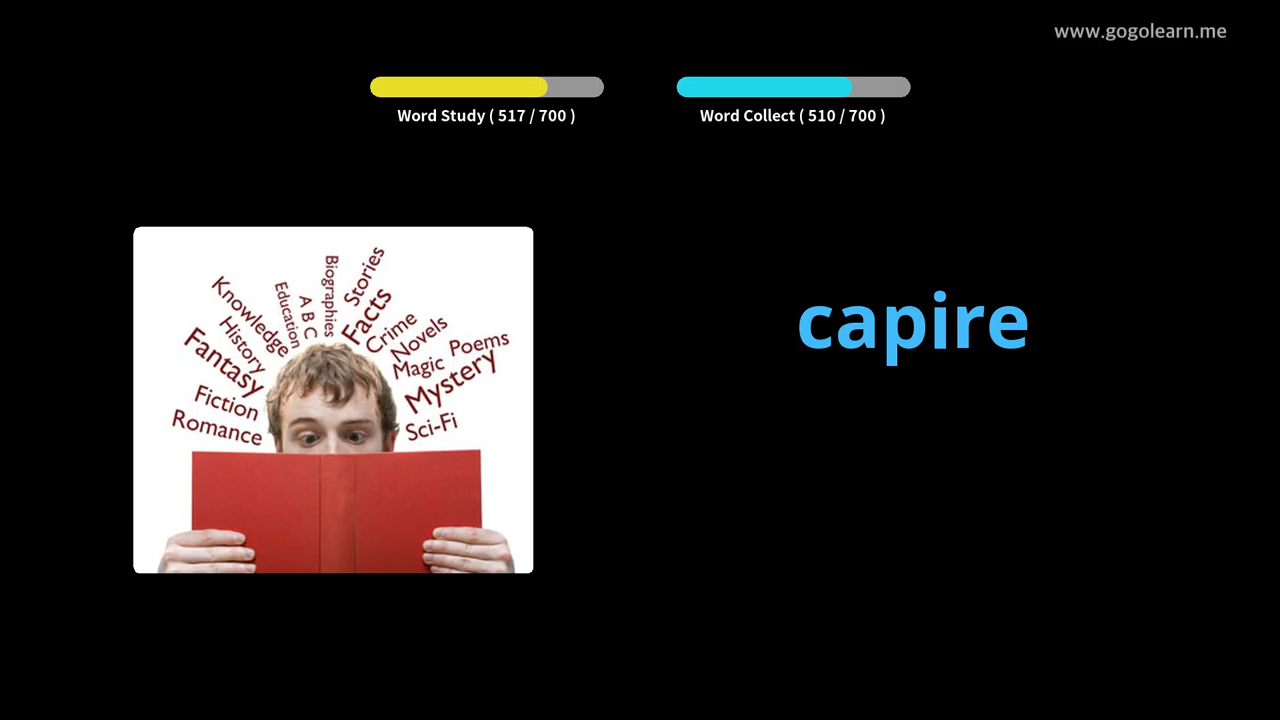 www.gogolearn.me
Word Study ( 517 / 700 )
Word Collect ( 510 / 700 )
capire
Biographies
Stories
Education
A B C
Facts
Knowledge
Crime
History
Novels
Poems
Fantasy
Magic
Mystery
Fiction
Sci-Fi
Romance